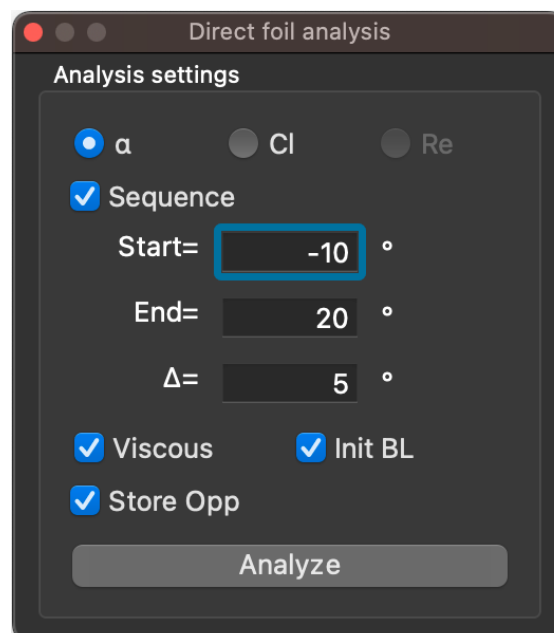 Direct foil analysis
Analysis settings
α Cl Re
Sequence
Start= -10 °
End= 20 °
Δ= 5 °
Viscous Init BL
Store Opp
Analyze